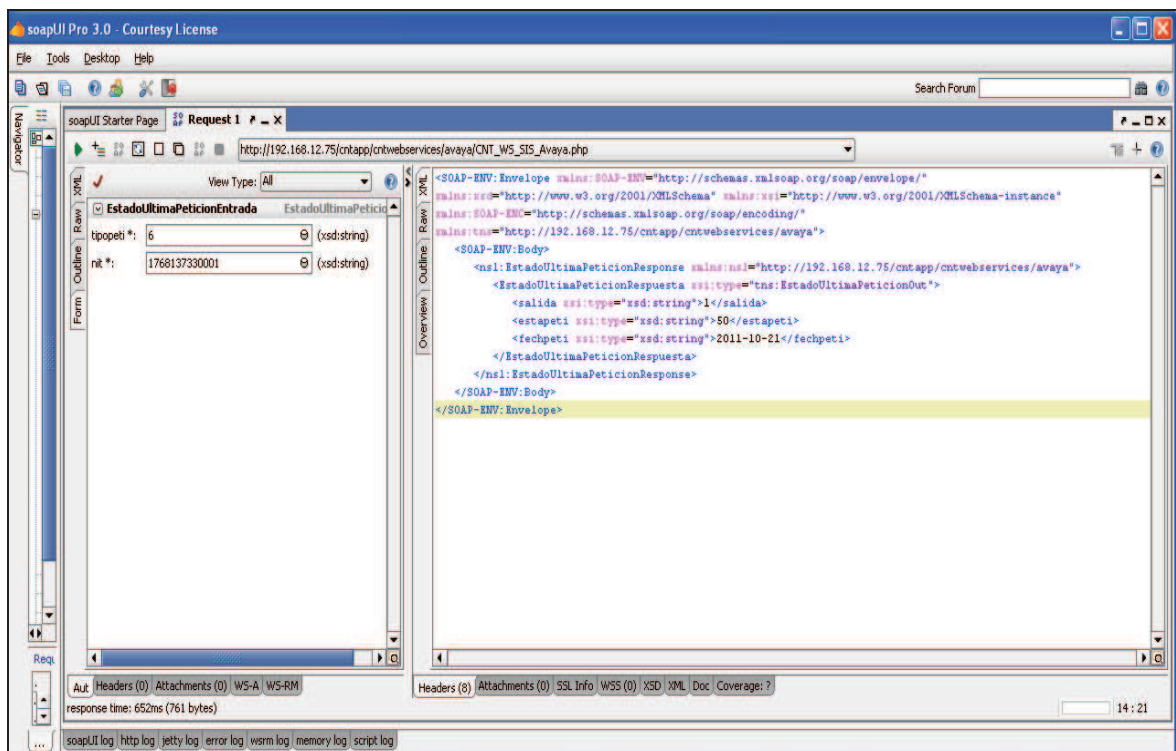 soapUI Pro 3.0 - Courtesy License
File Tools Desktop Help
Search Forum
Navigator
soapUI Starter Page
Request 1
http://192.168.12.75/cntapp/cntwebservices/avaya/CNT_WS_SIS_Avaya.php
XML
Raw
Outline
Form
View Type: All
EstadoUltimaPeticionEntrada EstadoUltimaPeticio
tipopeti *: 6 (xsd:string)
nit *: 1768137330001 (xsd:string)
XML
Raw
Outline
Overview
<SOAP-ENV:Envelope xmlns:SOAP-ENV="http://schemas.xmlsoap.org/soap/envelope/"
xmlns:xsd="http://www.w3.org/2001/XMLSchema" xmlns:xsi="http://www.w3.org/2001/XMLSchema-instance"
xmlns:SOAP-ENC="http://schemas.xmlsoap.org/soap/encoding/"
xmlns:tns="http://192.168.12.75/cntapp/cntwebservices/avaya">
<SOAP-ENV:Body>
<ns1:EstadoUltimaPeticionResponse xmlns:ns1="http://192.168.12.75/cntapp/cntwebservices/avaya">
<EstadoUltimaPeticionRespuesta xsi:type="tns:EstadoUltimaPeticionOut">
<salida xsi:type="xsd:string">1</salida>
<estapeti xsi:type="xsd:string">50</estapeti>
<fechpeti xsi:type="xsd:string">2011-10-21</fechpeti>
</EstadoUltimaPeticionRespuesta>
</ns1:EstadoUltimaPeticionResponse>
</SOAP-ENV:Body>
</SOAP-ENV:Envelope>
Requ
Aut Headers (0) Attachments (0) WS-A WS-RM
Headers (8) Attachments (0) SSL Info WSS (0) XSD XML Doc Coverage: ?
response time: 652ms (761 bytes)
14 : 21
...
soapUI log http log jetty log error log wsrm log memory log script log